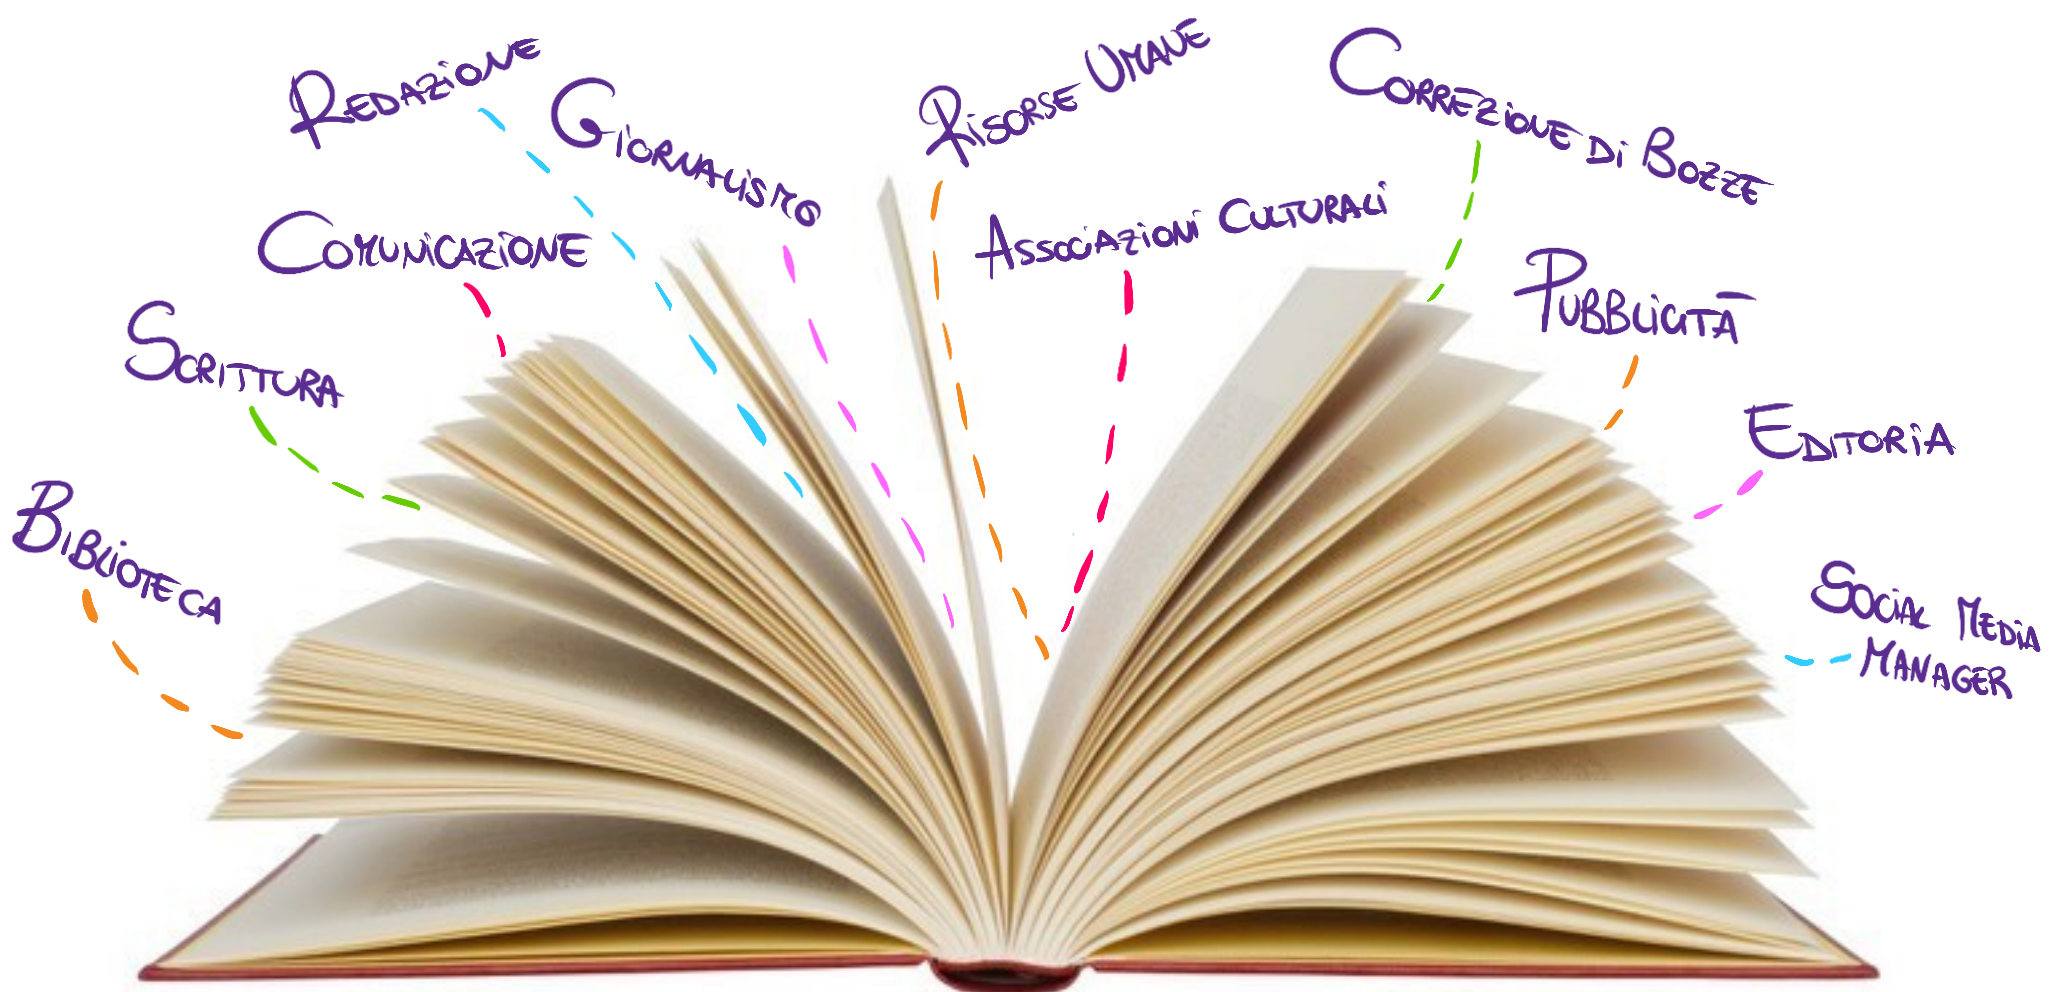 Redazione
Giornalismo
Risorse Umane
Correzione di Bozze
Comunicazione
Associazioni Culturali
Scrittura
Pubblicità
Editoria
Biblioteca
Social Media
Manager